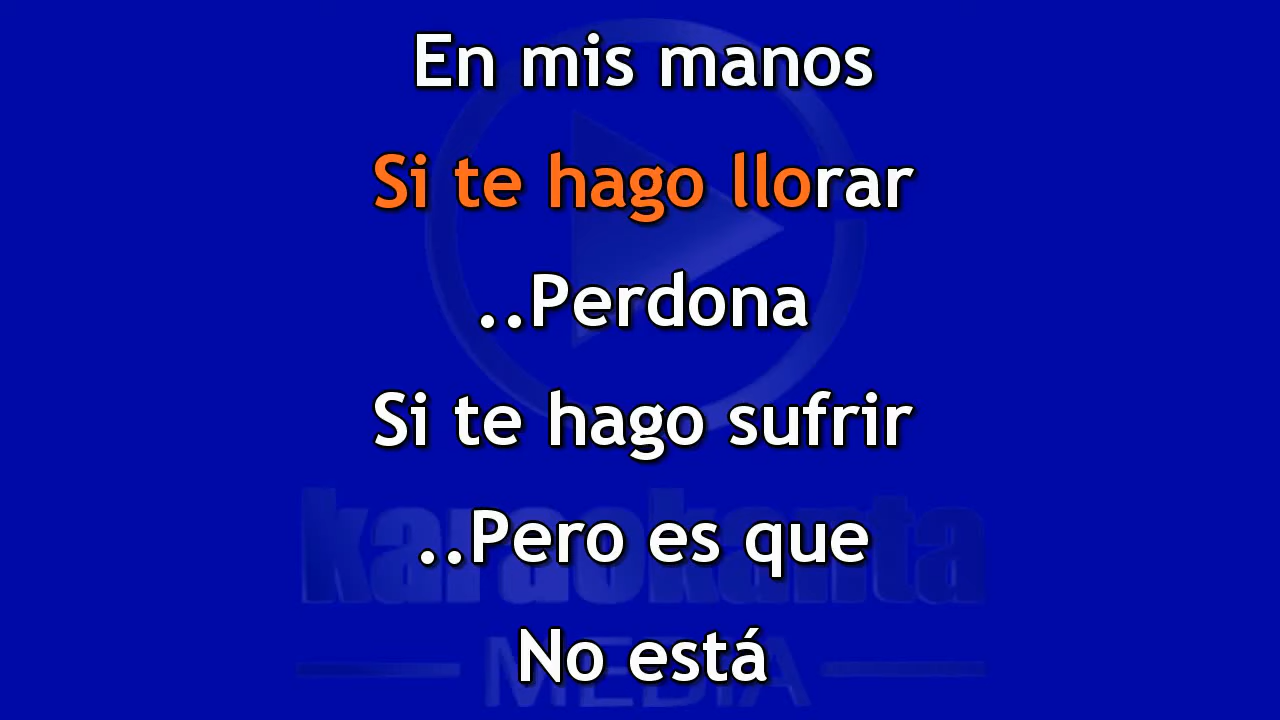 En mis manos
Si te hago llorar
..Perdona
Si te hago sufrir
..Pero es que
karaokanta
No está
MEDIA